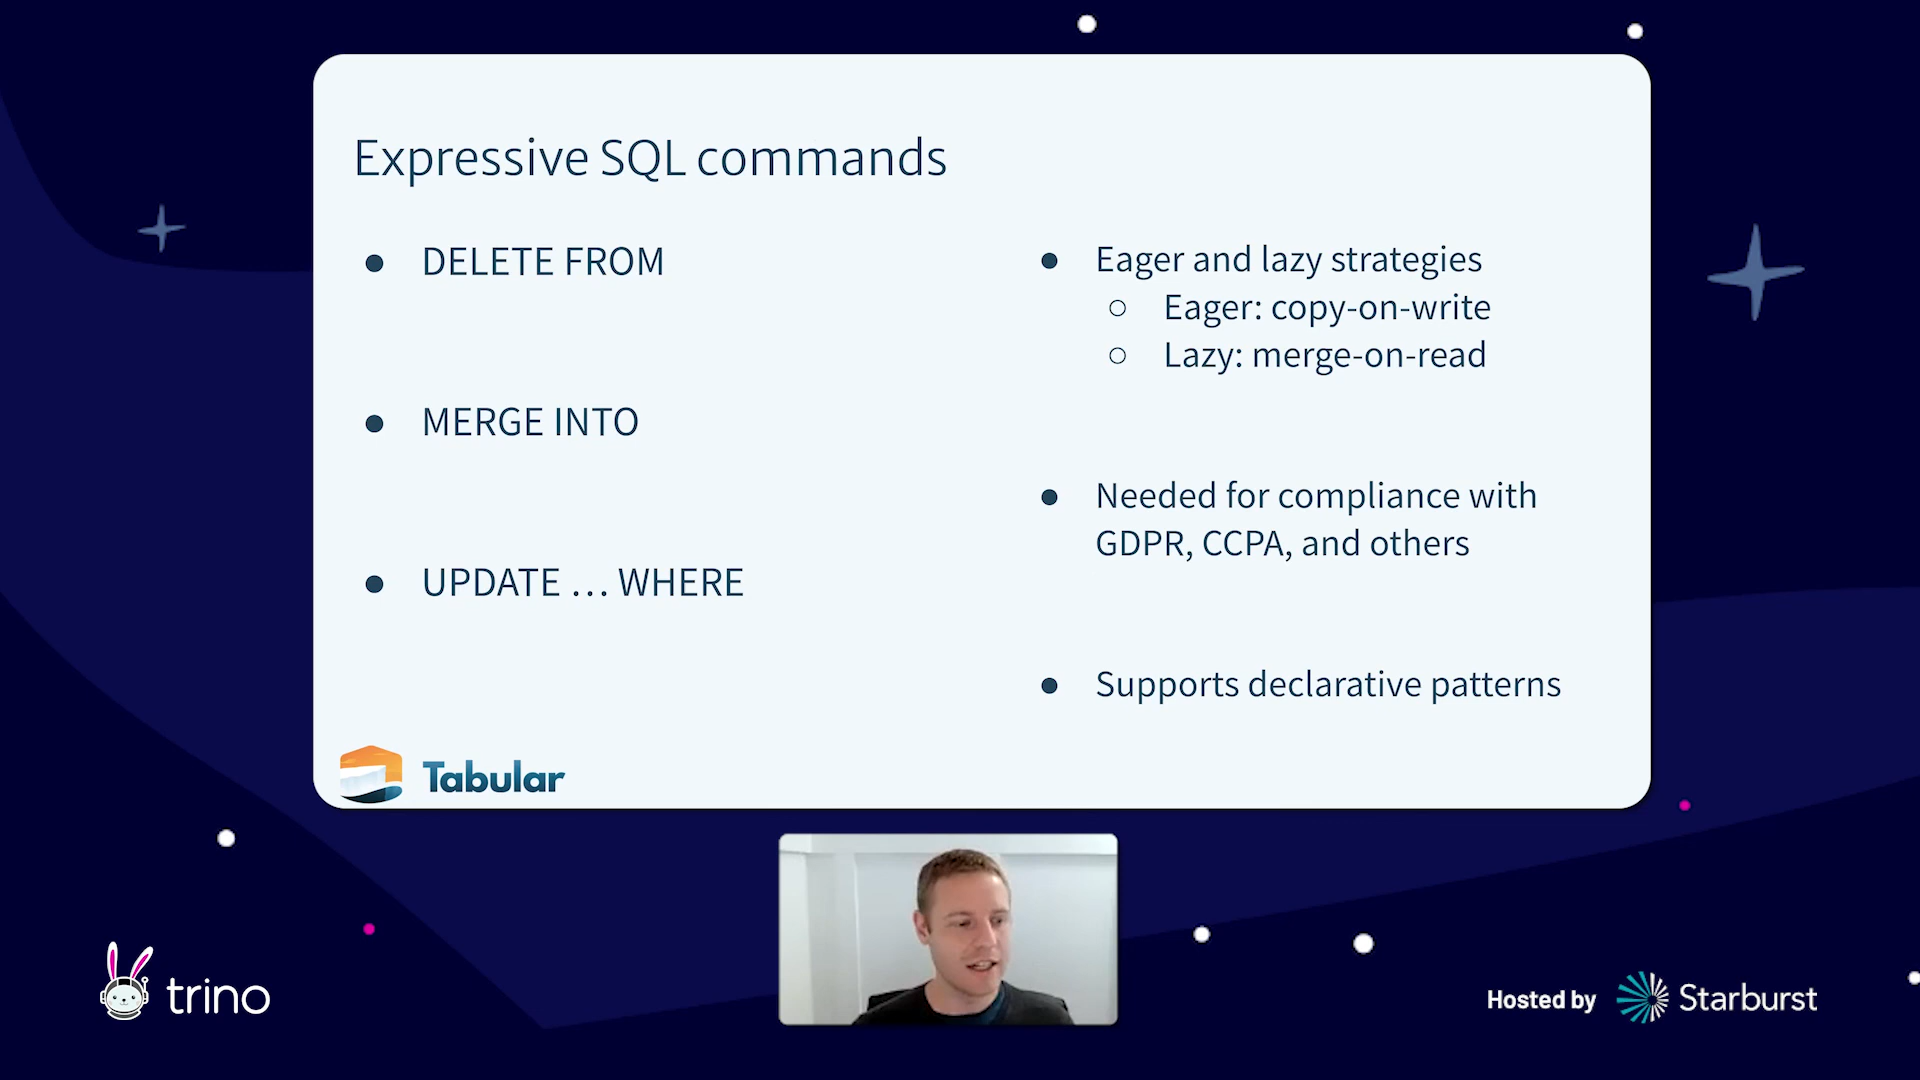 Expressive SQL commands
● DELETE FROM
● MERGE INTO
● UPDATE … WHERE
● Eager and lazy strategies
○ Eager: copy-on-write
○ Lazy: merge-on-read
● Needed for compliance with
GDPR, CCPA, and others
● Supports declarative patterns
Tabular
trino
Hosted by Starburst